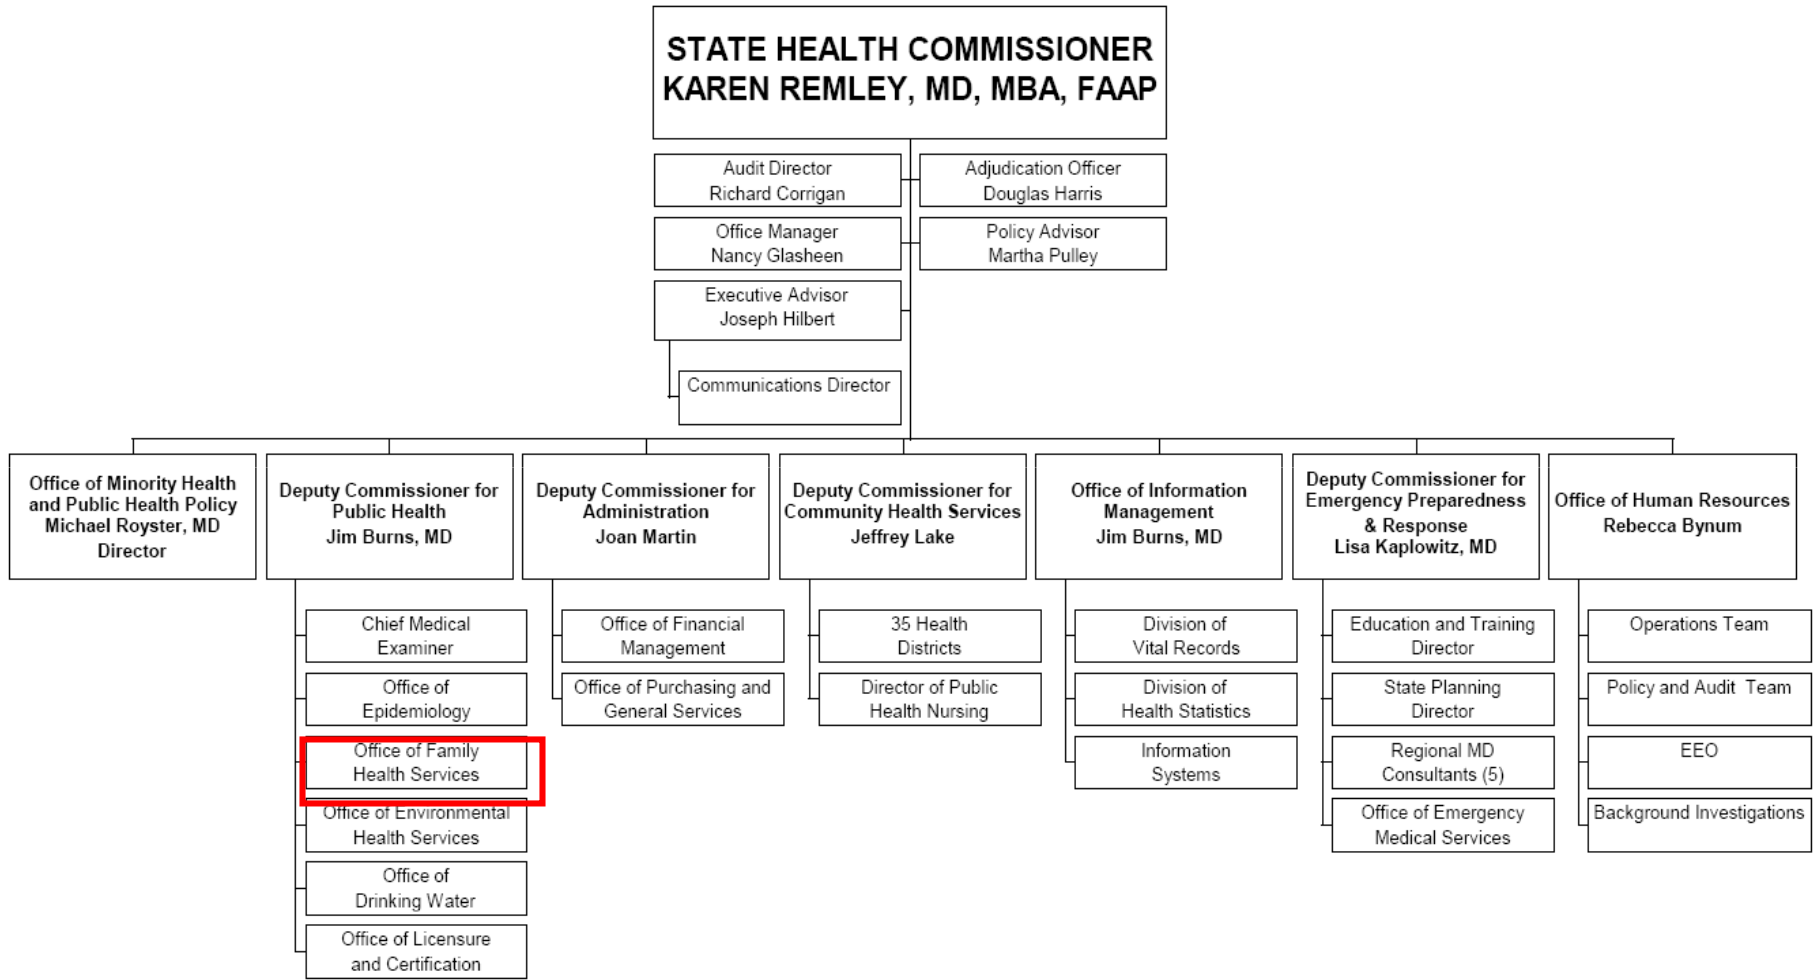 STATE HEALTH COMMISSIONER
KAREN REMLEY, MD, MBA, FAAP
Audit Director
Richard Corrigan
Adjudication Officer
Douglas Harris
Office Manager
Nancy Glasheen
Policy Advisor
Martha Pulley
Executive Advisor
Joseph Hilbert
Communications Director
Office of Minority Health
and Public Health Policy
Michael Royster, MD
Director
Deputy Commissioner for
Public Health
Jim Burns, MD
Deputy Commissioner for
Administration
Joan Martin
Deputy Commissioner for
Community Health Services
Jeffrey Lake
Office of Information
Management
Jim Burns, MD
Deputy Commissioner for
Emergency Preparedness
& Response
Lisa Kaplowitz, MD
Office of Human Resources
Rebecca Bynum
Chief Medical
Examiner
Office of
Epidemiology
Office of Family
Health Services
Office of Environmental
Health Services
Office of
Drinking Water
Office of Licensure
and Certification
Office of Financial
Management
Office of Purchasing and
General Services
35 Health
Districts
Director of Public
Health Nursing
Division of
Vital Records
Division of
Health Statistics
Information
Systems
Education and Training
Director
State Planning
Director
Regional MD
Consultants (5)
Office of Emergency
Medical Services
Operations Team
Policy and Audit Team
EEO
Background Investigations